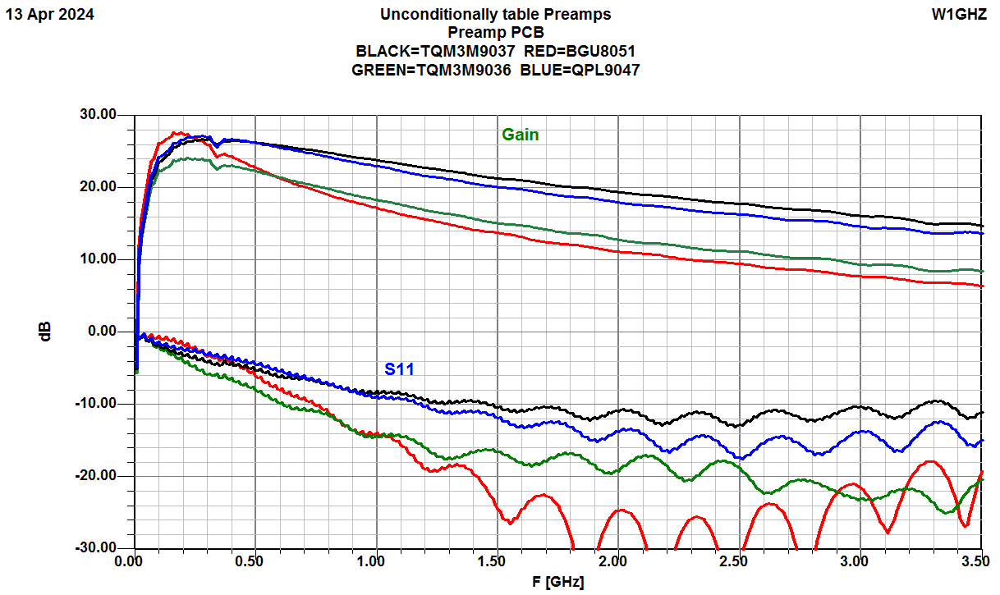 13 Apr 2024 Unconditionally table Preamps W1GHZ
Preamp PCB
BLACK=TQM3M9037 RED=BGU8051
GREEN=TQM3M9036 BLUE=QPL9047
30.00
Gain
20.00
10.00
0.00
dB
S11
-10.00
-20.00
-30.00
0.00 0.50 1.00 1.50 2.00 2.50 3.00 3.50
F [GHz]